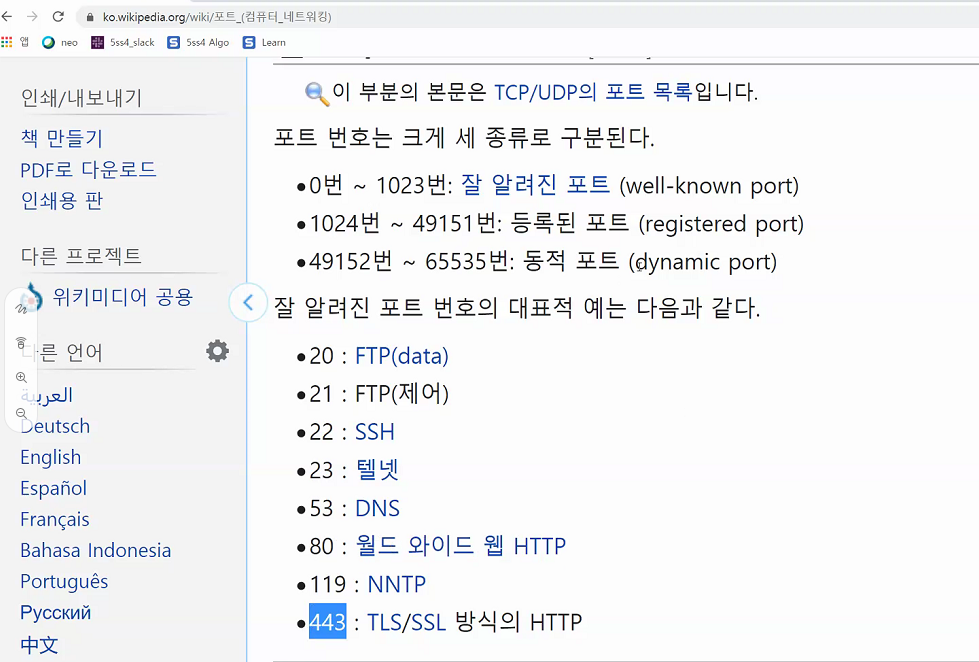 ko.wikipedia.org/wiki/포트_(컴퓨터_네트워킹)
앱 neo 5ss4_slack 5ss4 Algo Learn
인쇄/내보내기
책 만들기
PDF로 다운로드
인쇄용 판
다른 프로젝트
위키미디어 공용
다른 언어
العربية
Deutsch
English
Español
Français
Bahasa Indonesia
Português
Русский
中文
이 부분의 본문은 TCP/UDP의 포트 목록입니다.
포트 번호는 크게 세 종류로 구분된다.
•0번 ~ 1023번: 잘 알려진 포트 (well-known port)
•1024번 ~ 49151번: 등록된 포트 (registered port)
•49152번 ~ 65535번: 동적 포트 (dynamic port)
잘 알려진 포트 번호의 대표적 예는 다음과 같다.
•20 : FTP(data)
•21 : FTP(제어)
•22 : SSH
•23 : 텔넷
•53 : DNS
•80 : 월드 와이드 웹 HTTP
•119 : NNTP
•443 : TLS/SSL 방식의 HTTP